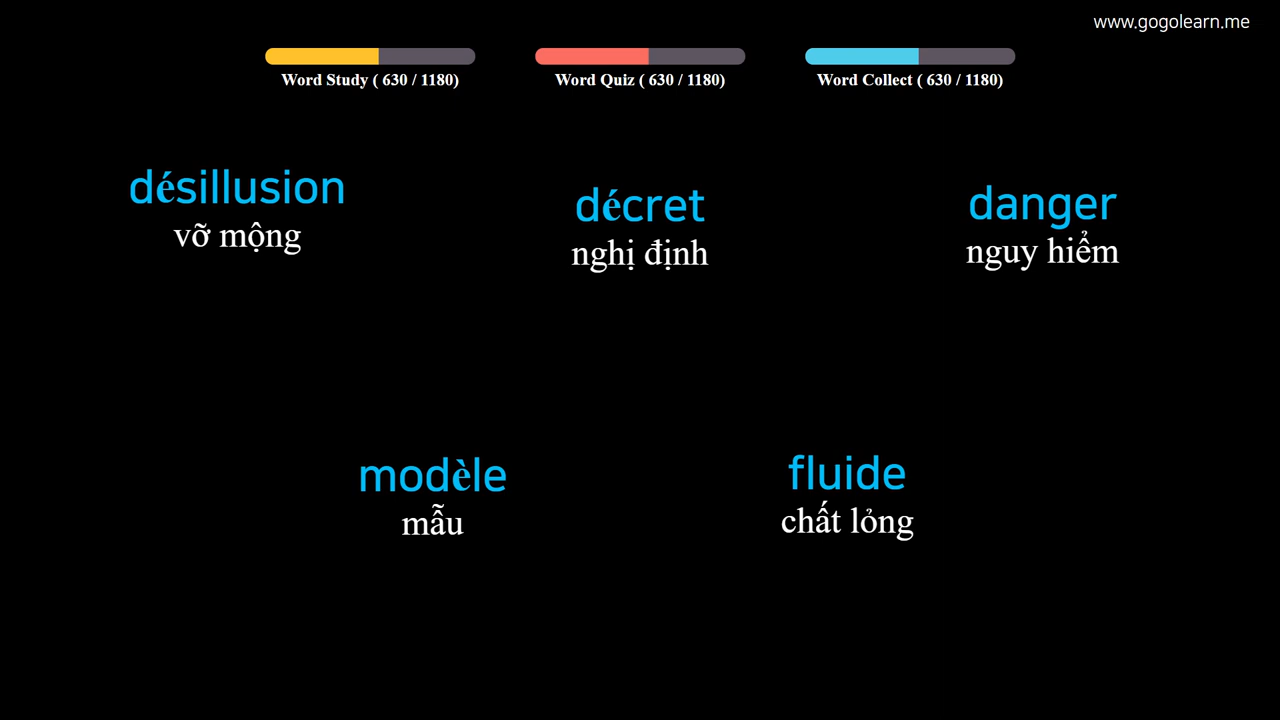 www.gogolearn.me
Word Study ( 630 / 1180)
Word Quiz ( 630 / 1180)
Word Collect ( 630 / 1180)
désillusion
vỡ mộng
décret
nghị định
danger
nguy hiểm
modèle
mẫu
fluide
chất lỏng